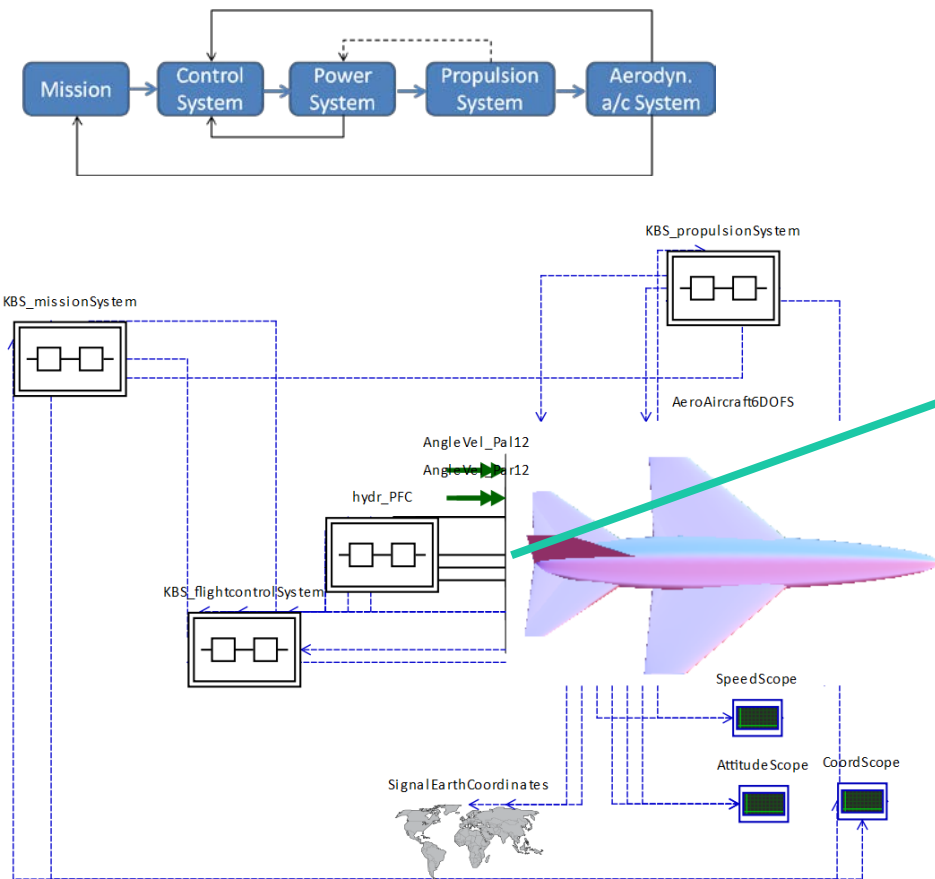 Mission
Control
System
Power
System
Propulsion
System
Aerodyn.
a/c System
KBS_propulsionSystem
KBS_missionSystem
AeroAircraft6DOFS
AngleVel_Pal12
AngleVel_Par12
hydr_PFC
KBS_flightcontrolSystem
SpeedScope
AttitudeScope
CoordScope
SignalEarthCoordinates